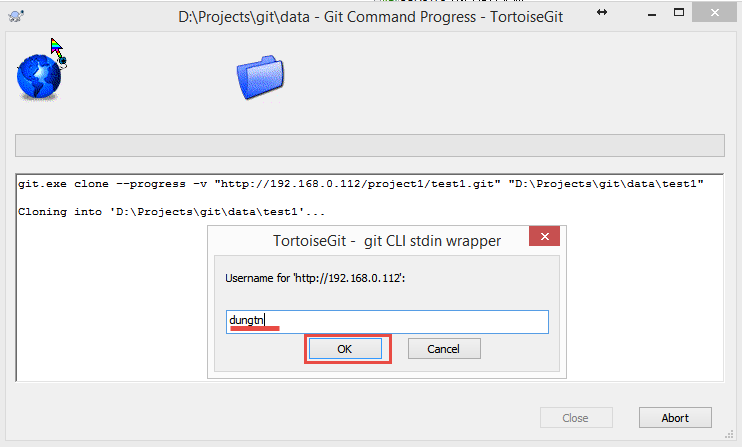 D:\Projects\git\data - Git Command Progress - TortoiseGit
git.exe clone --progress -v "http://192.168.0.112/project1/test1.git" "D:\Projects\git\data\test1"
Cloning into 'D:\Projects\git\data\test1'...
TortoiseGit - git CLI stdin wrapper
Username for 'http://192.168.0.112':
dungtn
OK Cancel
Close Abort